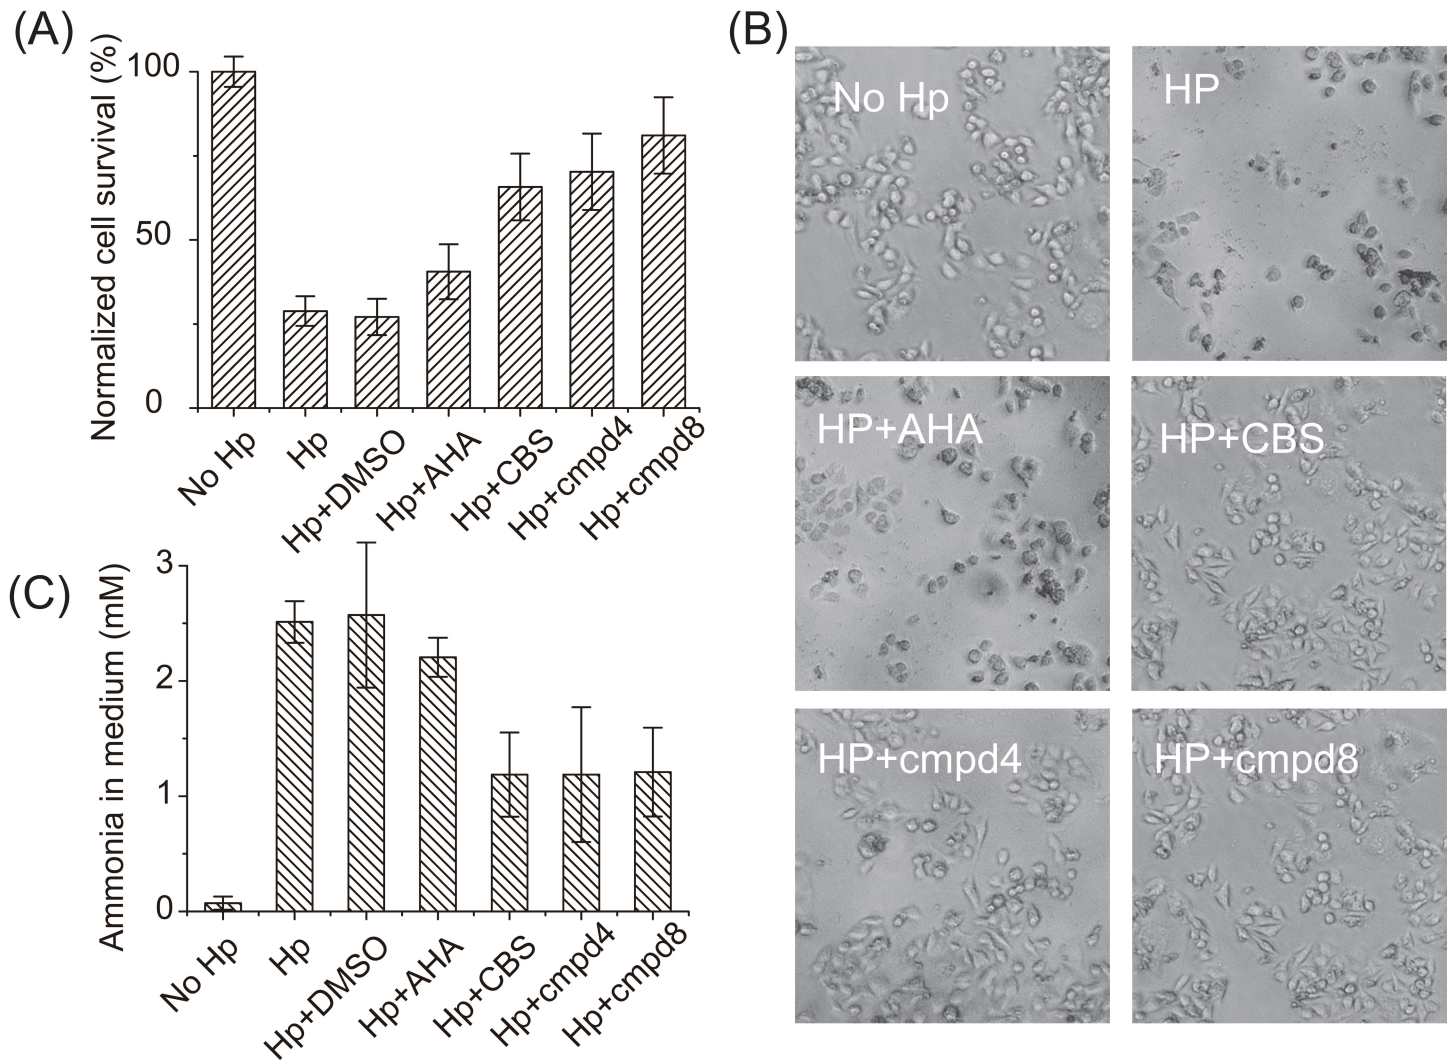 (A)
Normalized cell survival (%)
100
50
0
No Hp
Hp
Hp+DMSO
Hp+AHA
Hp+CBS
Hp+cmpd4
Hp+cmpd8
(B)
No Hp
HP
HP+AHA
HP+CBS
HP+cmpd4
HP+cmpd8
(C)
Ammonia in medium (mM)
3
2
1
0
No Hp
Hp
Hp+DMSO
Hp+AHA
Hp+CBS
Hp+cmpd4
Hp+cmpd8